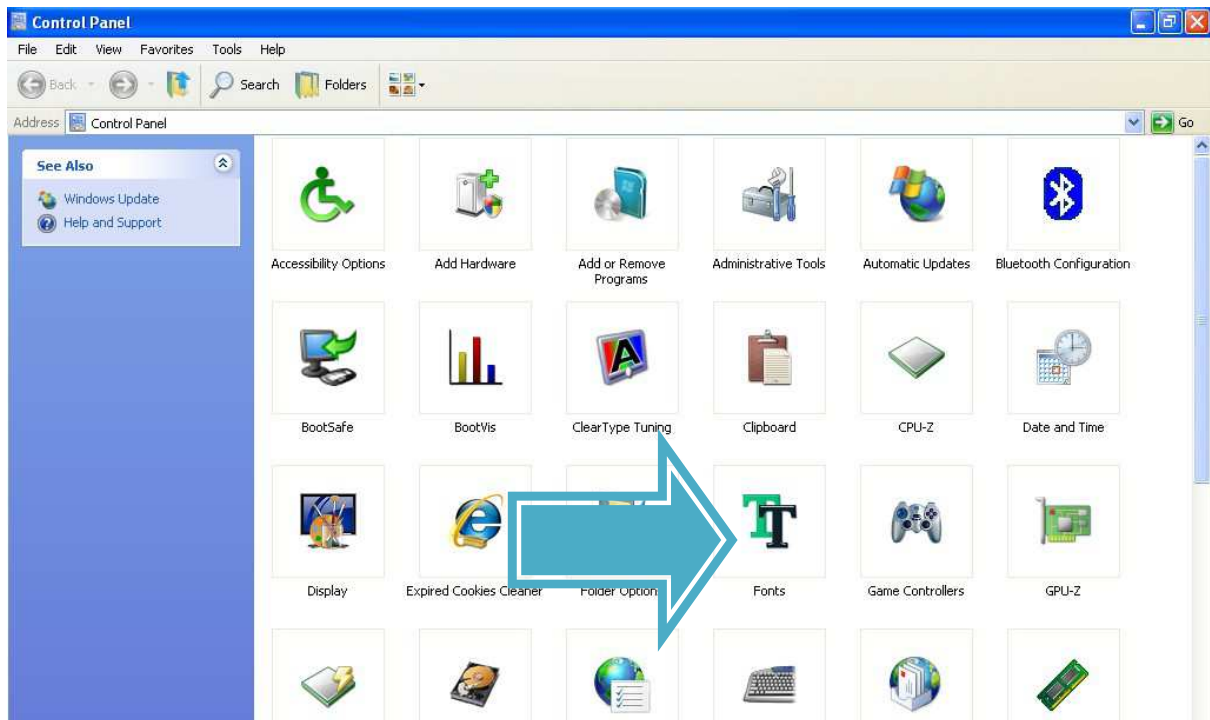 Control Panel
File Edit View Favorites Tools Help
Back Search Folders
Address Control Panel Go
See Also
Windows Update
Help and Support
Accessibility Options Add Hardware Add or Remove Programs Administrative Tools Automatic Updates Bluetooth Configuration
BootSafe BootVis ClearType Tuning Clipboard CPU-Z Date and Time
Display Expired Cookies Cleaner Folder Options Fonts Game Controllers GPU-Z